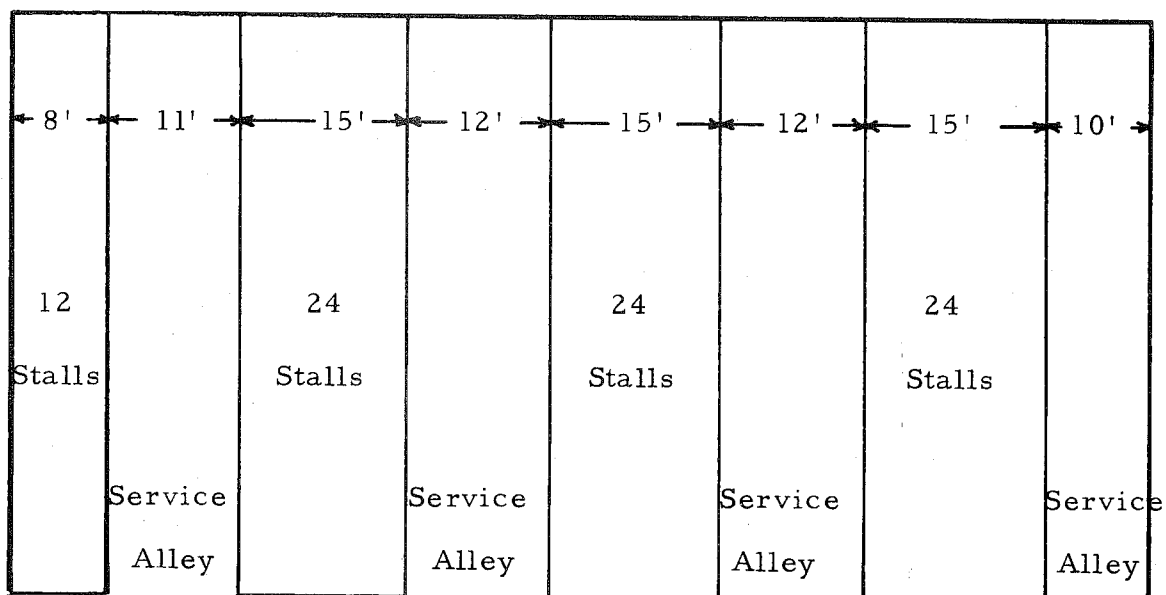 8' 11' 15' 12' 15' 12' 15' 10'
12 24 24 24
Stalls Stalls Stalls Stalls
Service Service Service Service
Alley Alley Alley Alley